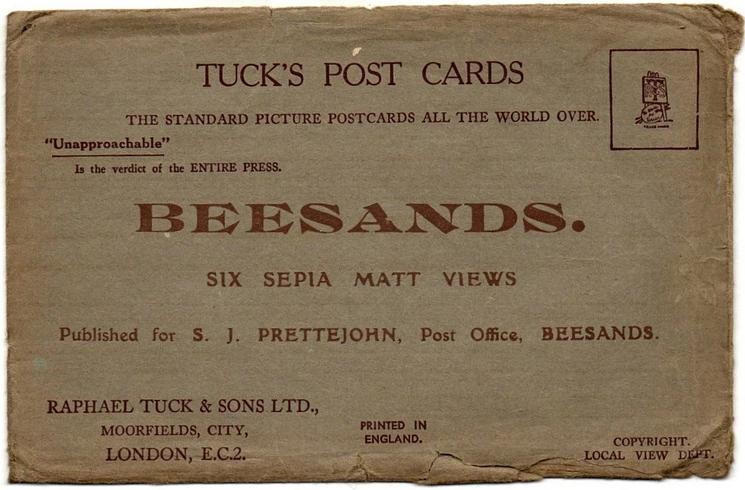 TUCK'S POST CARDS
THE STANDARD PICTURE POSTCARDS ALL THE WORLD OVER.
"Unapproachable"
Is the verdict of the ENTIRE PRESS.
BEESANDS.
SIX SEPIA MATT VIEWS
Published for S. J. PRETTEJOHN, Post Office, BEESANDS.
RAPHAEL TUCK & SONS LTD.,
MOORFIELDS, CITY,
LONDON, E.C.2.
PRINTED IN
ENGLAND.
COPYRIGHT.
LOCAL VIEW DEPT.
TRADE MARK